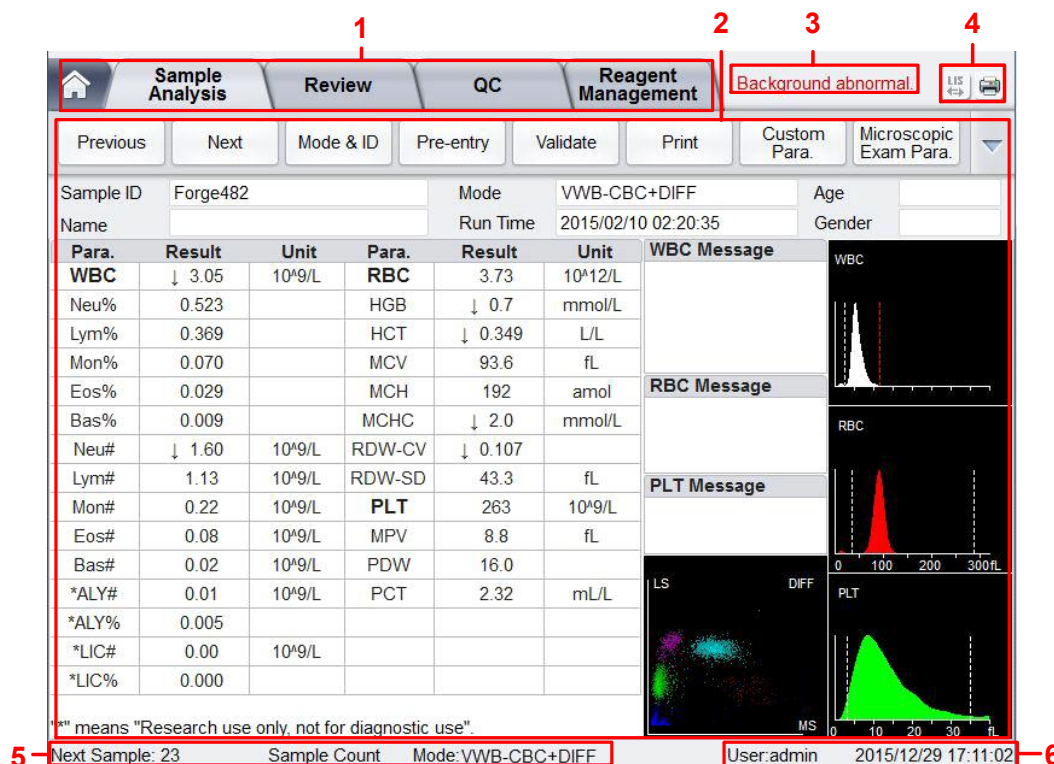 1 2 3 4
Sample Analysis Review QC Reagent Management Background abnormal. LIS
Previous Next Mode & ID Pre-entry Validate Print Custom Para. Microscopic Exam Para.
Sample ID Forge482 Mode VWB-CBC+DIFF Age
Name Run Time 2015/02/10 02:20:35 Gender
Para. Result Unit Para. Result Unit WBC Message WBC
WBC ↓ 3.05 10^9/L RBC 3.73 10^12/L
Neu% 0.523 HGB ↓ 0.7 mmol/L
Lym% 0.369 HCT ↓ 0.349 L/L
Mon% 0.070 MCV 93.6 fL
Eos% 0.029 MCH 192 amol RBC Message
Bas% 0.009 MCHC ↓ 2.0 mmol/L RBC
Neu# ↓ 1.60 10^9/L RDW-CV ↓ 0.107
Lym# 1.13 10^9/L RDW-SD 43.3 fL PLT Message
Mon# 0.22 10^9/L PLT 263 10^9/L
Eos# 0.08 10^9/L MPV 8.8 fL
Bas# 0.02 10^9/L PDW 16.0 0 100 200 300fL
*ALY# 0.01 10^9/L PCT 2.32 mL/L LS DIFF PLT
*ALY% 0.005
*LIC# 0.00 10^9/L
*LIC% 0.000
"*" means "Research use only, not for diagnostic use". MS 0 10 20 30 fL
5 Next Sample: 23 Sample Count Mode:VWB-CBC+DIFF User:admin 2015/12/29 17:11:02 6